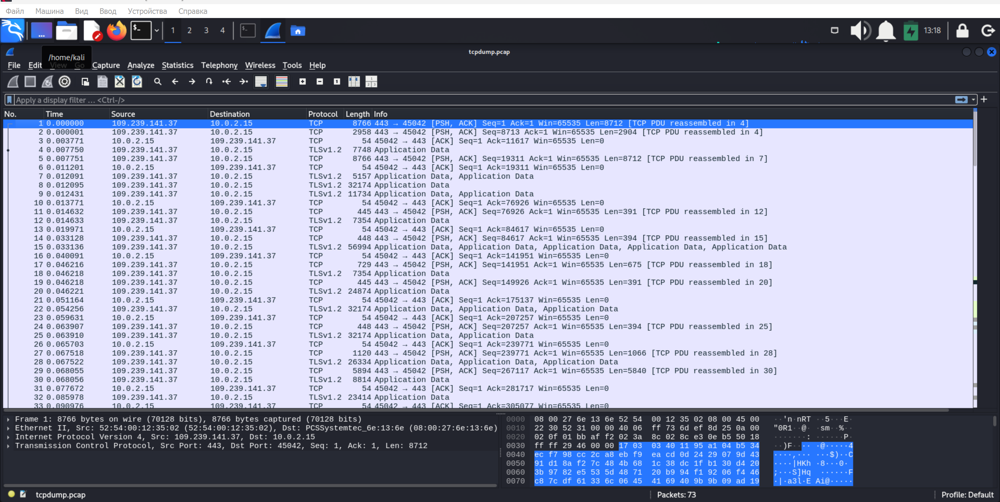 Файл Машина Вид Ввод Устройства Справка
$_ 1 2 3 4 $_ 13:18
tcpdump.pcap
/home/kali
File Edit View Go Capture Analyze Statistics Telephony Wireless Tools Help
Apply a display filter … <Ctrl-/>
No. Time Source Destination Protocol Length Info
1 0.000000 109.239.141.37 10.0.2.15 TCP 8766 443 → 45042 [PSH, ACK] Seq=1 Ack=1 Win=65535 Len=8712 [TCP PDU reassembled in 4]
2 0.000001 109.239.141.37 10.0.2.15 TCP 2958 443 → 45042 [PSH, ACK] Seq=8713 Ack=1 Win=65535 Len=2904 [TCP PDU reassembled in 4]
3 0.003771 10.0.2.15 109.239.141.37 TCP 54 45042 → 443 [ACK] Seq=1 Ack=11617 Win=65535 Len=0
4 0.007750 109.239.141.37 10.0.2.15 TLSv1.2 7748 Application Data
5 0.007751 109.239.141.37 10.0.2.15 TCP 8766 443 → 45042 [PSH, ACK] Seq=19311 Ack=1 Win=65535 Len=8712 [TCP PDU reassembled in 7]
6 0.011201 10.0.2.15 109.239.141.37 TCP 54 45042 → 443 [ACK] Seq=1 Ack=19311 Win=65535 Len=0
7 0.012091 109.239.141.37 10.0.2.15 TLSv1.2 5157 Application Data, Application Data
8 0.012095 109.239.141.37 10.0.2.15 TLSv1.2 32174 Application Data
9 0.012431 109.239.141.37 10.0.2.15 TLSv1.2 11734 Application Data, Application Data
10 0.013771 10.0.2.15 109.239.141.37 TCP 54 45042 → 443 [ACK] Seq=1 Ack=76926 Win=65535 Len=0
11 0.014632 109.239.141.37 10.0.2.15 TCP 445 443 → 45042 [PSH, ACK] Seq=76926 Ack=1 Win=65535 Len=391 [TCP PDU reassembled in 12]
12 0.014633 109.239.141.37 10.0.2.15 TLSv1.2 7354 Application Data
13 0.019971 10.0.2.15 109.239.141.37 TCP 54 45042 → 443 [ACK] Seq=1 Ack=84617 Win=65535 Len=0
14 0.033128 109.239.141.37 10.0.2.15 TCP 448 443 → 45042 [PSH, ACK] Seq=84617 Ack=1 Win=65535 Len=394 [TCP PDU reassembled in 15]
15 0.033136 109.239.141.37 10.0.2.15 TLSv1.2 56994 Application Data, Application Data, Application Data, Application Data, Application Data
16 0.040091 10.0.2.15 109.239.141.37 TCP 54 45042 → 443 [ACK] Seq=1 Ack=141951 Win=65535 Len=0
17 0.046216 109.239.141.37 10.0.2.15 TCP 729 443 → 45042 [PSH, ACK] Seq=141951 Ack=1 Win=65535 Len=675 [TCP PDU reassembled in 18]
18 0.046218 109.239.141.37 10.0.2.15 TLSv1.2 7354 Application Data
19 0.046218 109.239.141.37 10.0.2.15 TCP 445 443 → 45042 [PSH, ACK] Seq=149926 Ack=1 Win=65535 Len=391 [TCP PDU reassembled in 20]
20 0.046221 109.239.141.37 10.0.2.15 TLSv1.2 24874 Application Data
21 0.051164 10.0.2.15 109.239.141.37 TCP 54 45042 → 443 [ACK] Seq=1 Ack=175137 Win=65535 Len=0
22 0.054256 109.239.141.37 10.0.2.15 TLSv1.2 32174 Application Data, Application Data, Application Data
23 0.059631 10.0.2.15 109.239.141.37 TCP 54 45042 → 443 [ACK] Seq=1 Ack=207257 Win=65535 Len=0
24 0.063907 109.239.141.37 10.0.2.15 TCP 448 443 → 45042 [PSH, ACK] Seq=207257 Ack=1 Win=65535 Len=394 [TCP PDU reassembled in 25]
25 0.063910 109.239.141.37 10.0.2.15 TLSv1.2 32174 Application Data, Application Data
26 0.065703 10.0.2.15 109.239.141.37 TCP 54 45042 → 443 [ACK] Seq=1 Ack=239771 Win=65535 Len=0
27 0.067518 109.239.141.37 10.0.2.15 TCP 1120 443 → 45042 [PSH, ACK] Seq=239771 Ack=1 Win=65535 Len=1066 [TCP PDU reassembled in 28]
28 0.067522 109.239.141.37 10.0.2.15 TLSv1.2 26334 Application Data, Application Data, Application Data
29 0.068055 109.239.141.37 10.0.2.15 TCP 5894 443 → 45042 [PSH, ACK] Seq=267117 Ack=1 Win=65535 Len=5840 [TCP PDU reassembled in 30]
30 0.068056 109.239.141.37 10.0.2.15 TLSv1.2 8814 Application Data
31 0.077672 10.0.2.15 109.239.141.37 TCP 54 45042 → 443 [ACK] Seq=1 Ack=281717 Win=65535 Len=0
32 0.085978 109.239.141.37 10.0.2.15 TLSv1.2 23414 Application Data
33 0.090976 10.0.2.15 109.239.141.37 TCP 54 45042 → 443 [ACK] Seq=1 Ack=305077 Win=65535 Len=0
Frame 1: 8766 bytes on wire (70128 bits), 8766 bytes captured (70128 bits)
Ethernet II, Src: 52:54:00:12:35:02 (52:54:00:12:35:02), Dst: PCSSystemtec_6e:13:6e (08:00:27:6e:13:6e)
Internet Protocol Version 4, Src: 109.239.141.37, Dst: 10.0.2.15
Transmission Control Protocol, Src Port: 443, Dst Port: 45042, Seq: 1, Ack: 1, Len: 8712
0000 08 00 27 6e 13 6e 52 54 00 12 35 02 08 00 45 00 ··'n·nRT ··5···E·
0010 22 30 52 31 00 00 40 06 ff 73 6d ef 8d 25 0a 00 "0R1··@· ·sm··%··
0020 02 0f 01 bb af f2 02 3a 8c 02 8c e3 0e b5 50 18 ·······: ······P·
0030 ff ff 29 46 00 00 17 03 03 40 11 95 a1 04 b5 34 ··)F···· ·@·····4
0040 ec f7 98 cc 2c a8 eb f9 ea cd 0d 24 29 07 9d 43 ····,··· ···$)··C
0050 91 d1 8a f2 7c 48 4b 68 1c 38 dc 1f b1 30 d4 20 ····|HKh ·8···0·
0060 3b 97 82 e5 53 5d 48 71 20 b9 94 f1 92 06 f4 46 ;···S]Hq ······F
0070 c8 7c df 61 33 6c 06 45 41 69 40 9b 9b 09 ad 19 ·|·a3l·E Ai@·····
tcpdump.pcap Packets: 73 Profile: Default